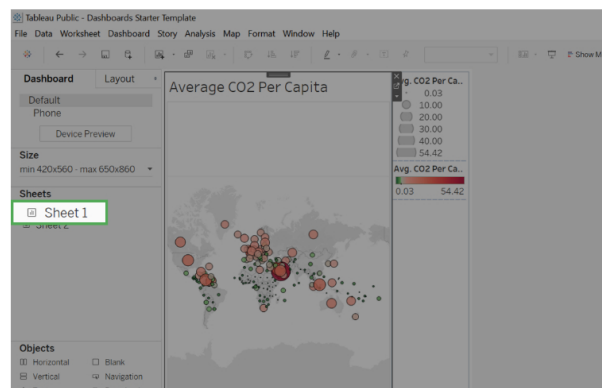 Tableau Public - Dashboards Starter Template
File Data Worksheet Dashboard Story Analysis Map Format Window Help
Show M
Dashboard Layout
Default
Phone
Device Preview
Size
min 420x560 - max 650x860
Sheets
Sheet 1
Sheet 2
Objects
Horizontal Blank
Vertical Navigation
Average CO2 Per Capita
vg. CO2 Per Ca...
0.03
10.00
20.00
30.00
40.00
54.42
Avg. CO2 Per Ca...
0.03 54.42